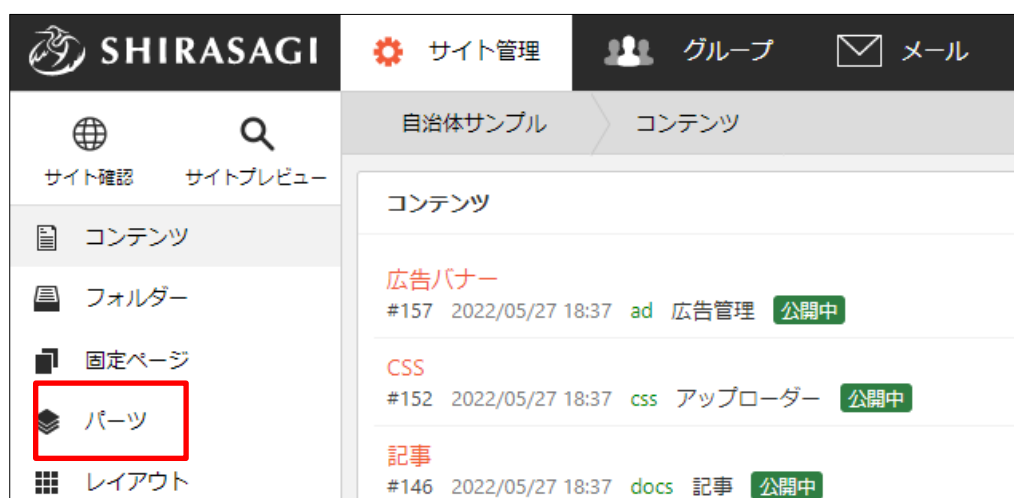 SHIRASAGI
サイト管理
グループ
メール
サイト確認
サイトプレビュー
自治体サンプル
コンテンツ
コンテンツ
フォルダー
固定ページ
パーツ
レイアウト
コンテンツ
広告バナー
#157 2022/05/27 18:37 ad 広告管理 公開中
CSS
#152 2022/05/27 18:37 css アップローダー 公開中
記事
#146 2022/05/27 18:37 docs 記事 公開中